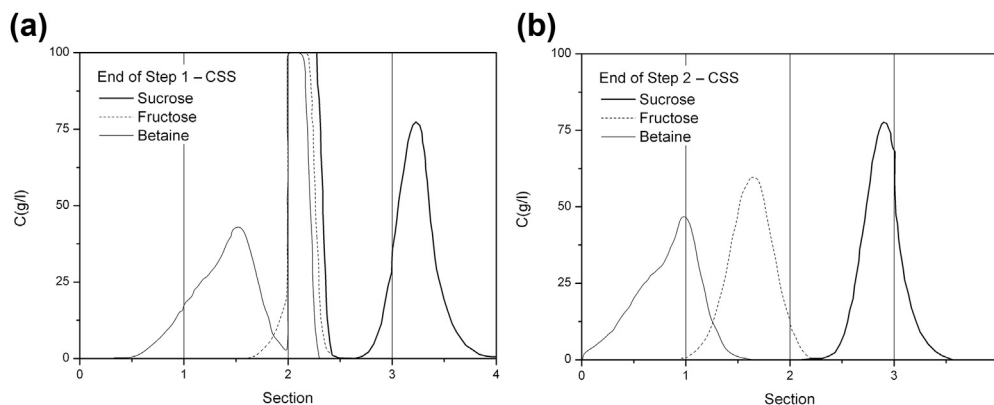 (a)
100
75
50
25
0
C(g/l)
End of Step 1 – CSS
Sucrose
Fructose
Betaine
0 1 2 3 4
Section
(b)
100
75
50
25
0
C(g/l)
End of Step 2 – CSS
Sucrose
Fructose
Betaine
0 1 2 3
Section